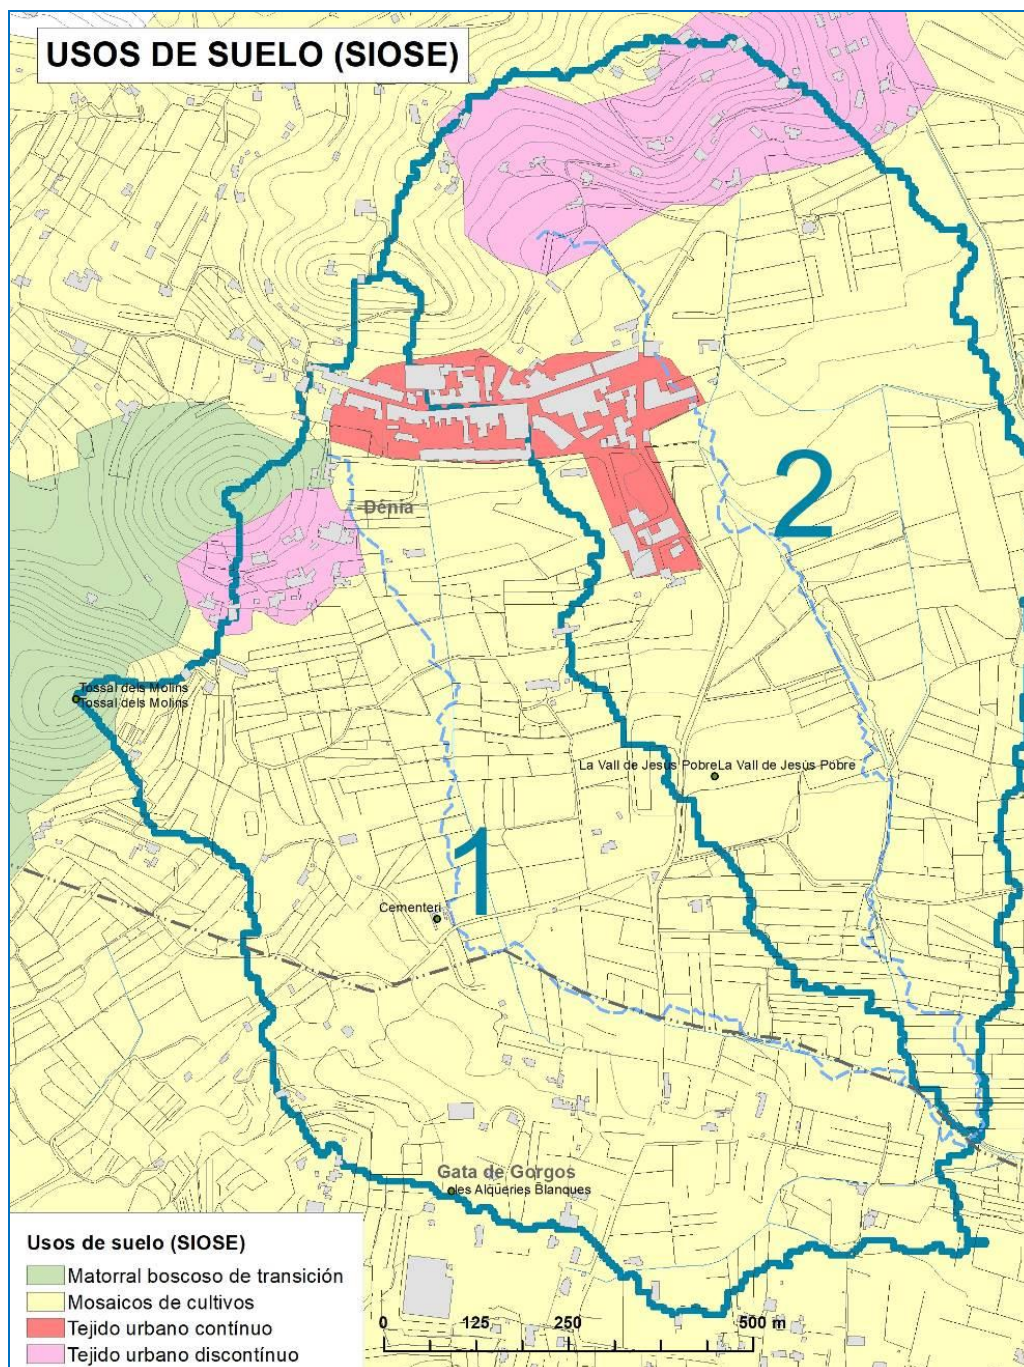 USOS DE SUELO (SIOSE)
2
Dénia
Tossal dels Molins
Tossal dels Molins
La Vall de Jesús PobreLa Vall de Jesús Pobre
1
Cementeri
Gata de Gorgos
les Alqueries Blanques
Usos de suelo (SIOSE)
Matorral boscoso de transición
Mosaicos de cultivos
Tejido urbano contínuo
Tejido urbano discontínuo
0 125 250 500 m